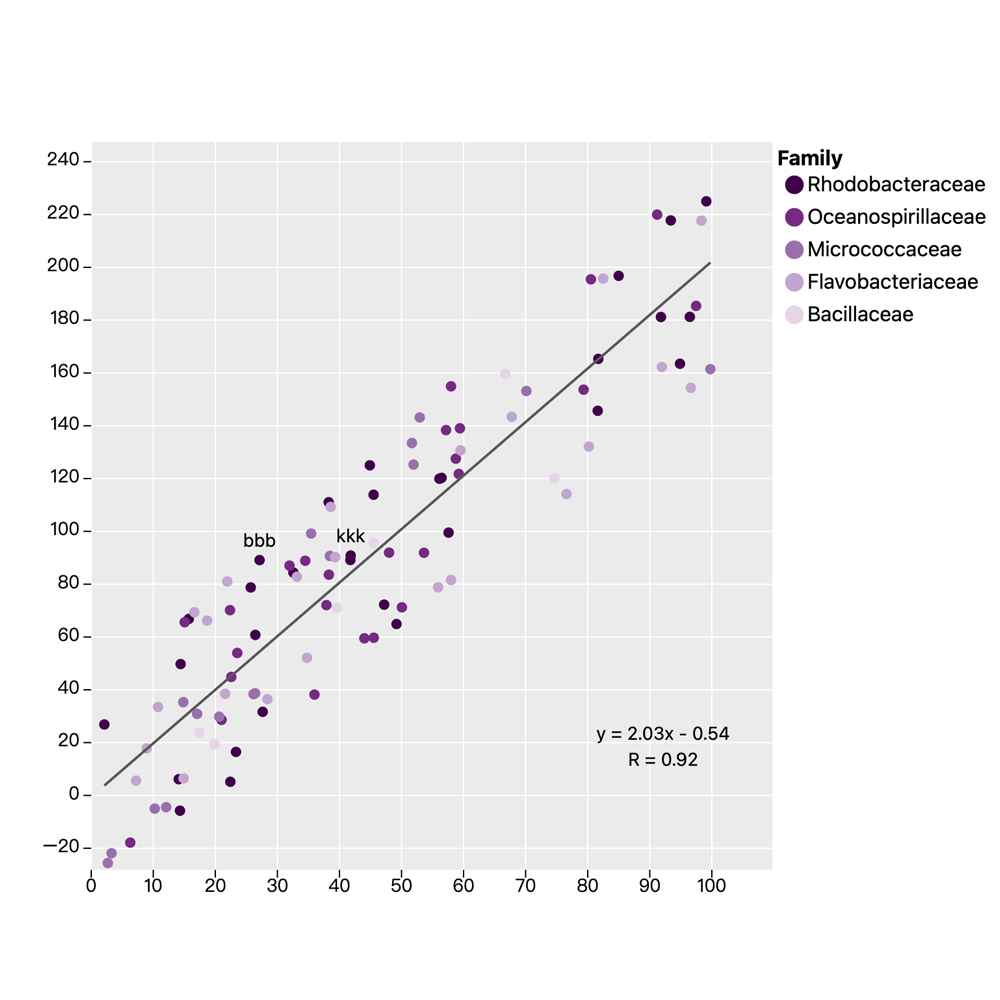 Family
Rhodobacteraceae
Oceanospirillaceae
Micrococcaceae
Flavobacteriaceae
Bacillaceae
240
220
200
180
160
140
120
100
80
60
40
20
0
−20
bbb
kkk
y = 2.03x - 0.54
R = 0.92
0 10 20 30 40 50 60 70 80 90 100